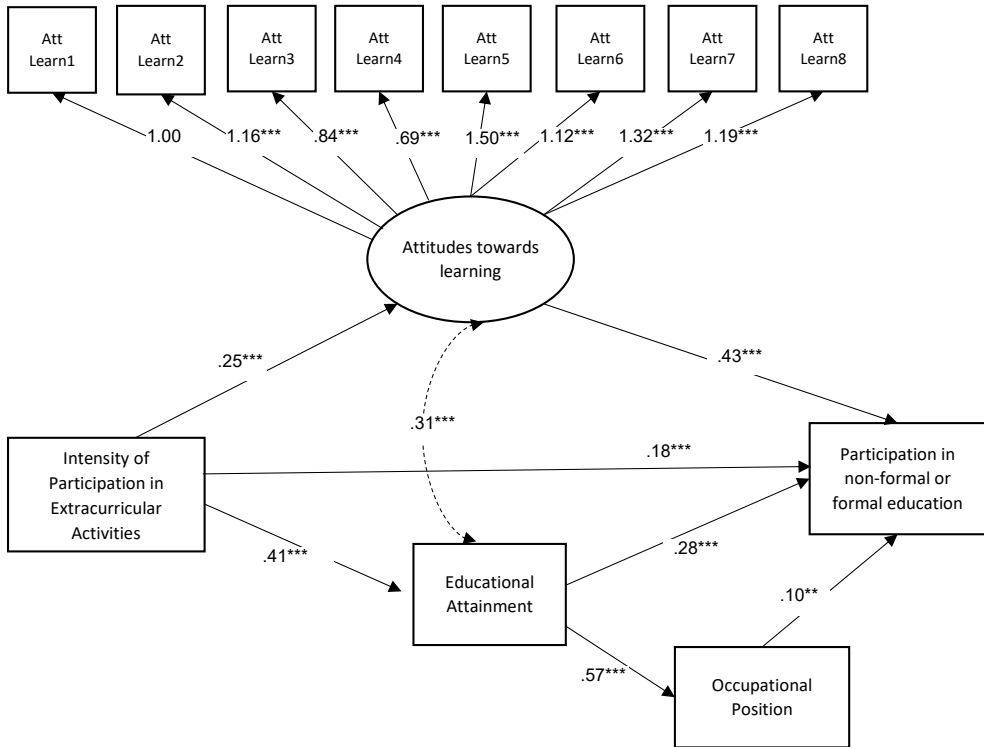 Att
Learn1
Att
Learn2
Att
Learn3
Att
Learn4
Att
Learn5
Att
Learn6
Att
Learn7
Att
Learn8
1.00
1.16***
.84***
.69***
1.50***
1.12***
1.32***
1.19***
Attitudes towards
learning
.25***
.43***
.31***
Intensity of
Participation in
Extracurricular
Activities
.18***
Participation in
non-formal or
formal education
.41***
.28***
Educational
Attainment
.10**
.57***
Occupational
Position